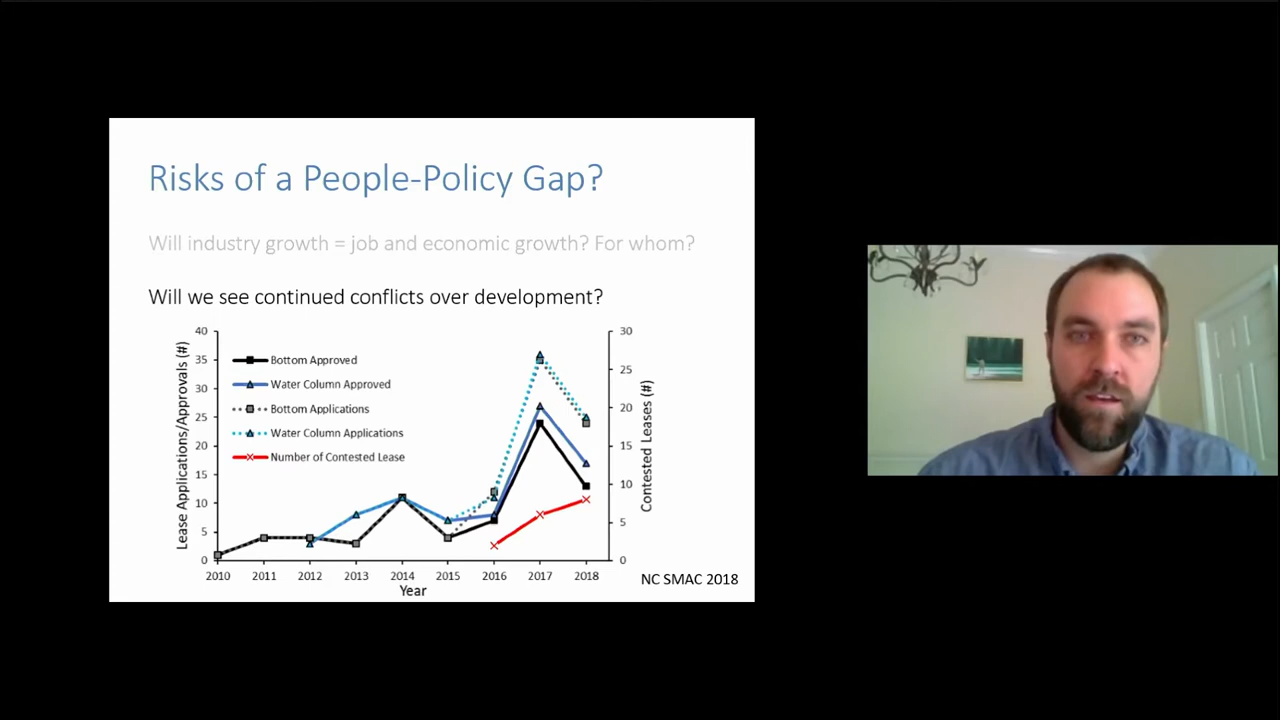 Risks of a People-Policy Gap?
Will industry growth = job and economic growth? For whom?
Will we see continued conflicts over development?
Lease Applications/Approvals (#)
40
35
30
25
20
15
10
5
0
Bottom Approved
Water Column Approved
Bottom Applications
Water Column Applications
Number of Contested Lease
30
25
20
15
10
5
0
Contested Leases (#)
2010 2011 2012 2013 2014 2015 2016 2017 2018
Year
NC SMAC 2018